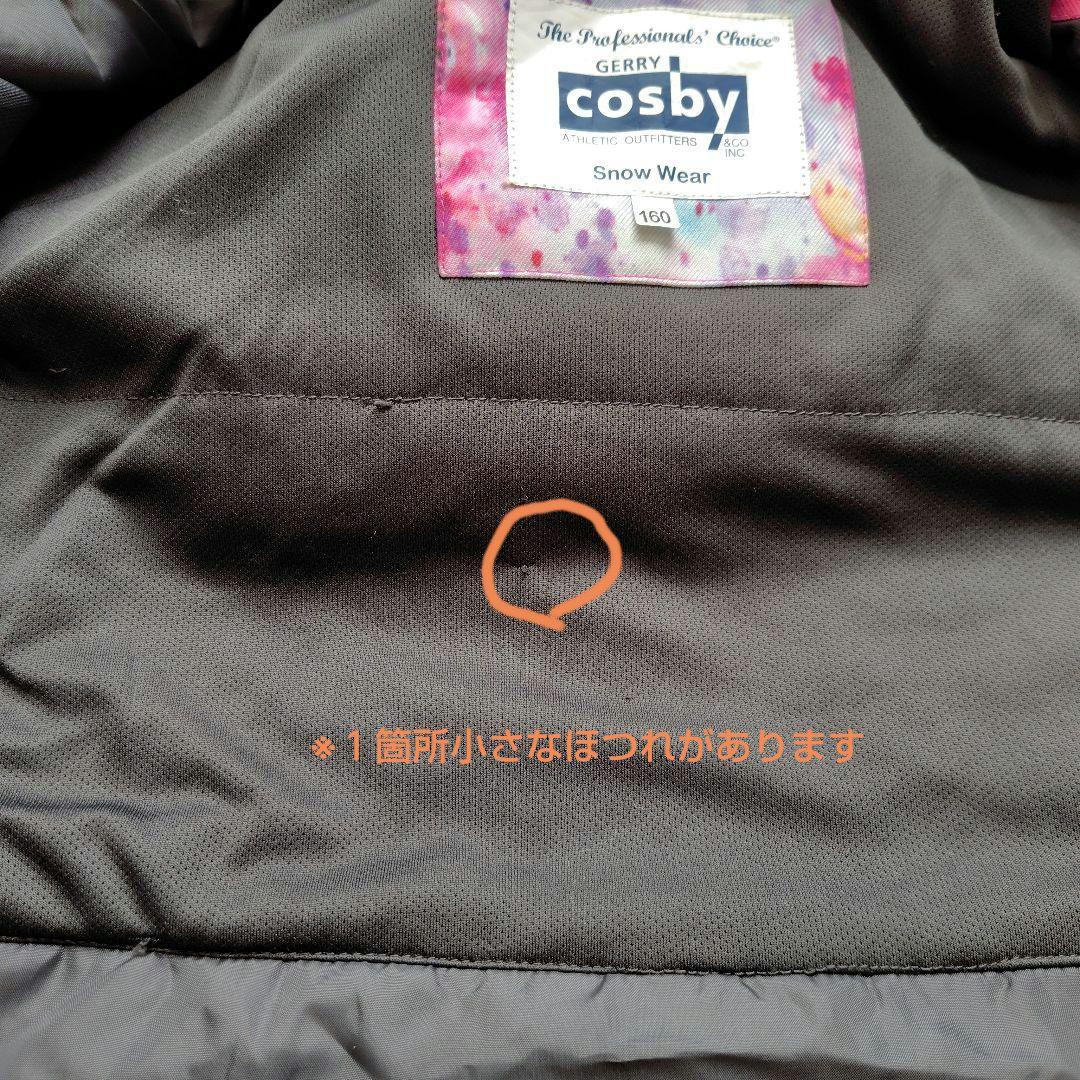 The Professionals' Choice®
GERRY
cosby
ATHLETIC OUTFITTERS &CO
INC
Snow Wear
160
※１箇所小さなほつれがあります